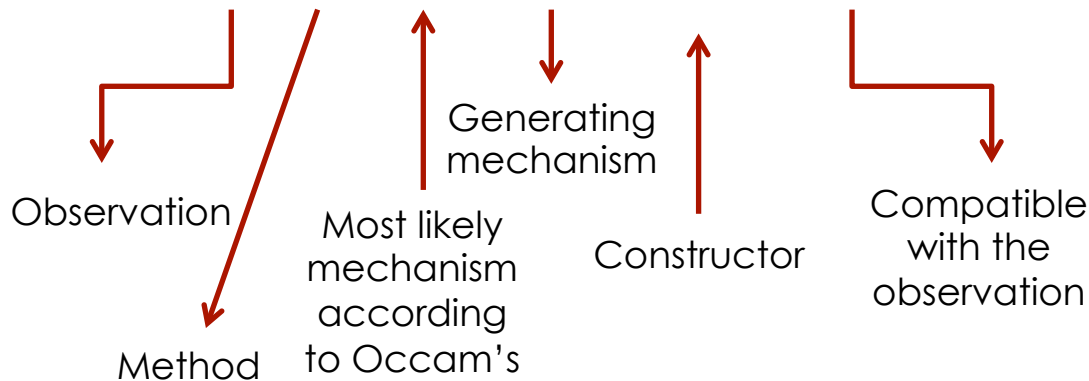 Generating
mechanism
Observation
Most likely
mechanism
according
to Occam's
Constructor
Compatible
with the
observation
Method